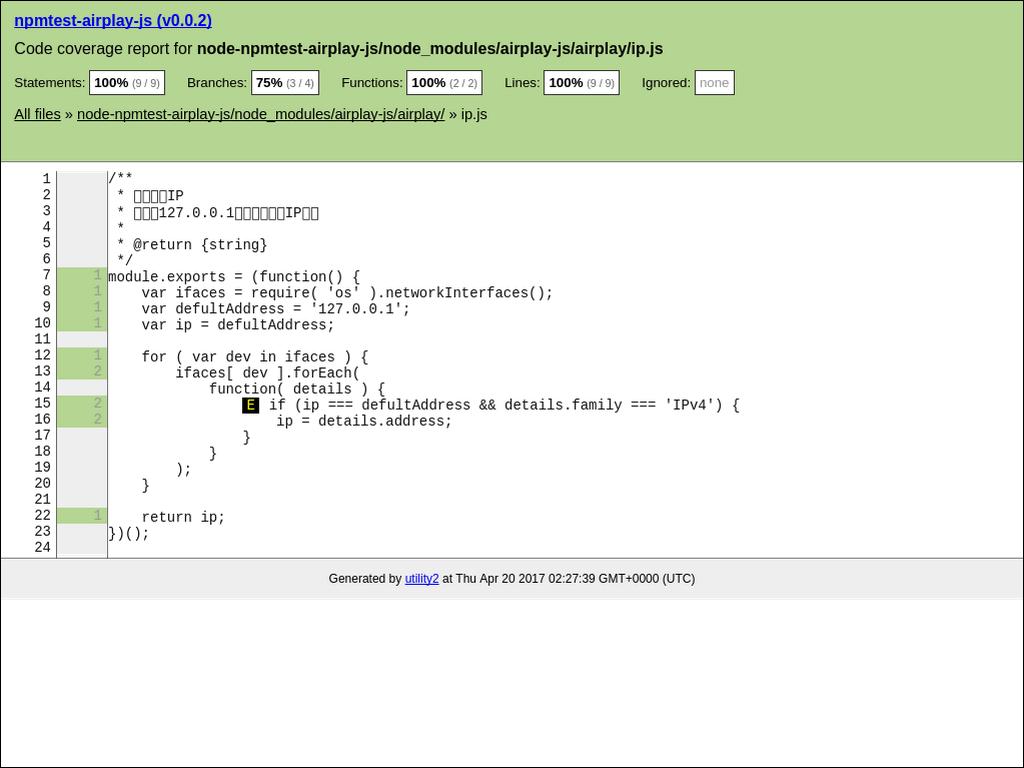 npmtest-airplay-js (v0.0.2)
Code coverage report for node-npmtest-airplay-js/node_modules/airplay-js/airplay/ip.js
Statements: 100% (9 / 9) Branches: 75% (3 / 4) Functions: 100% (2 / 2) Lines: 100% (9 / 9) Ignored: none
All files » node-npmtest-airplay-js/node_modules/airplay-js/airplay/ » ip.js
1 /**
2  * IP
3  * 127.0.0.1 IP
4  *
5  * @return {string}
6  */
7 1 module.exports = (function() {
8 1     var ifaces = require( 'os' ).networkInterfaces();
9 1     var defultAddress = '127.0.0.1';
10 1     var ip = defultAddress;
11
12 1     for ( var dev in ifaces ) {
13 2         ifaces[ dev ].forEach(
14             function( details ) {
15 2                 E if (ip === defultAddress && details.family === 'IPv4') {
16 2                     ip = details.address;
17                 }
18             }
19         );
20     }
21
22 1     return ip;
23 })();
24
Generated by utility2 at Thu Apr 20 2017 02:27:39 GMT+0000 (UTC)